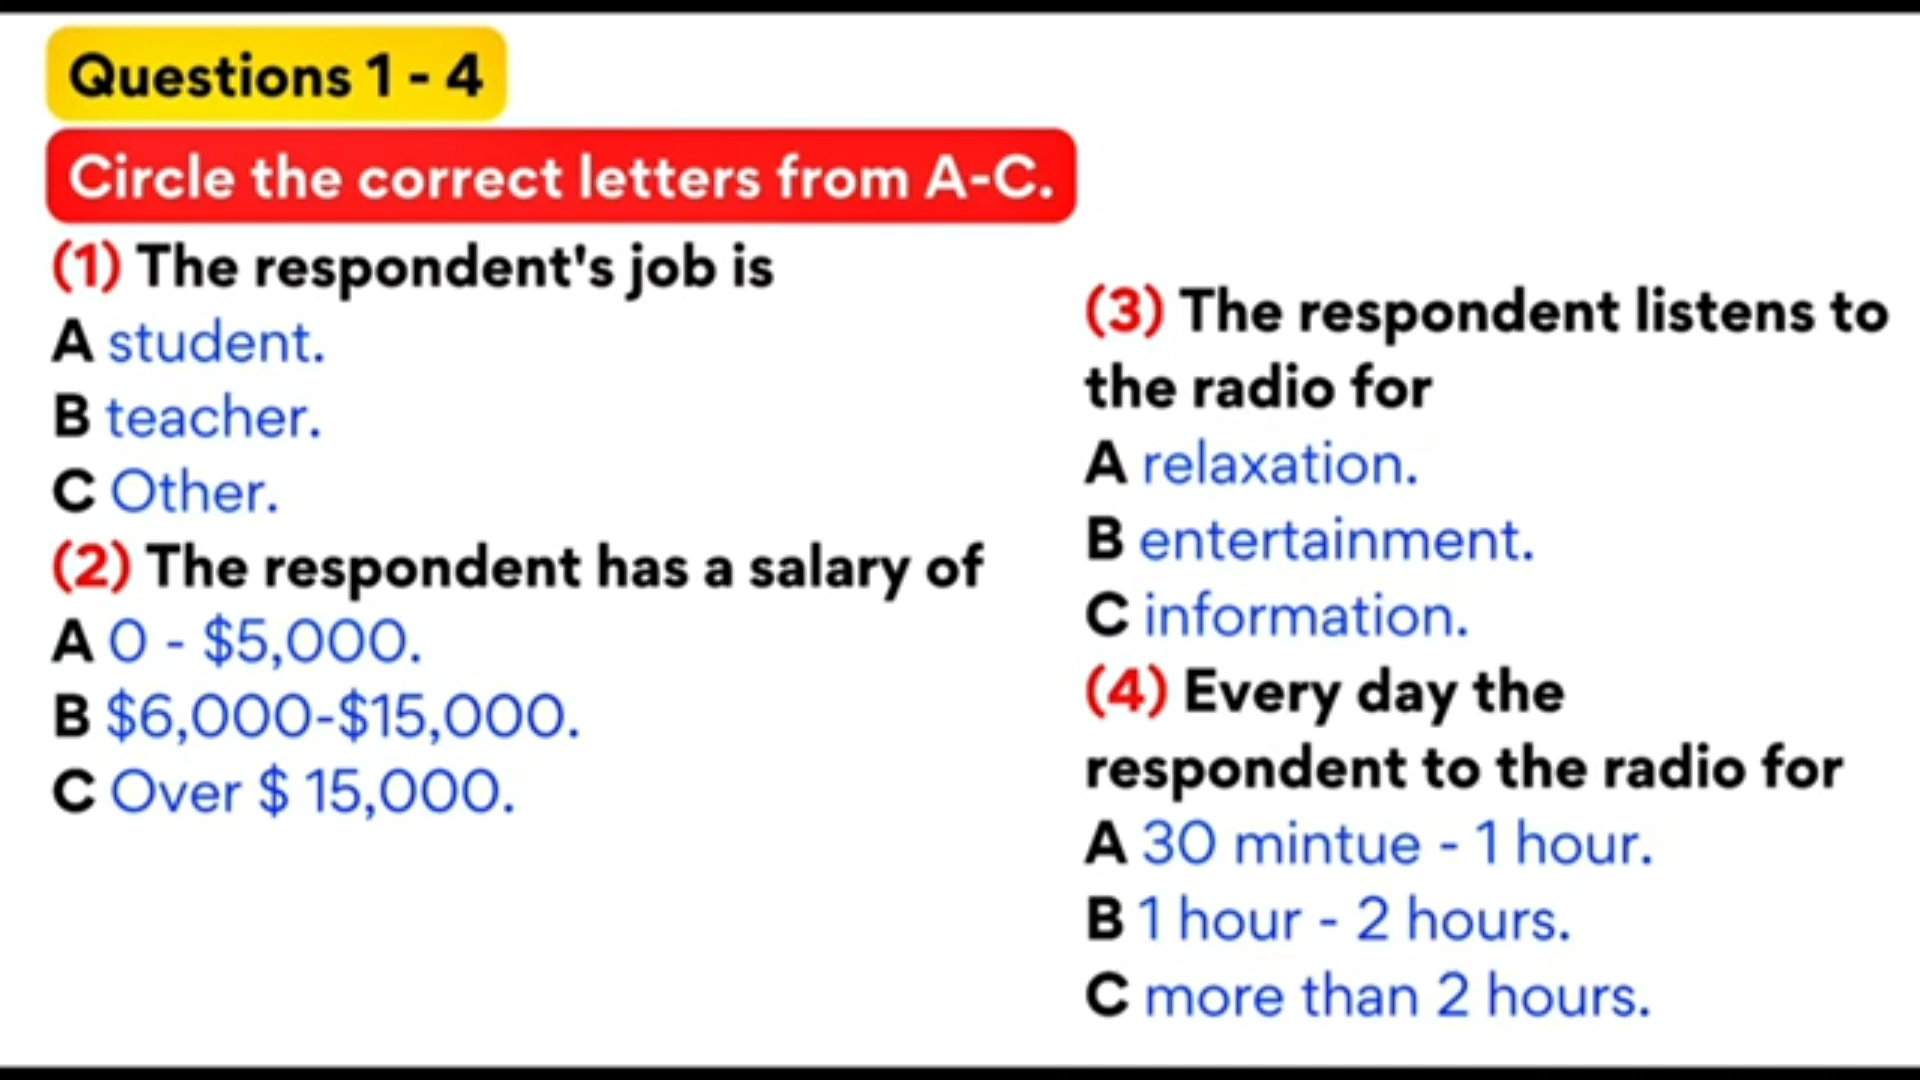 Questions 1 - 4
Circle the correct letters from A-C.
(1) The respondent's job is
A student.
B teacher.
C Other.
(2) The respondent has a salary of
A 0 - $5,000.
B $6,000-$15,000.
C Over $ 15,000.
(3) The respondent listens to
the radio for
A relaxation.
B entertainment.
C information.
(4) Every day the
respondent to the radio for
A 30 mintue - 1 hour.
B 1 hour - 2 hours.
C more than 2 hours.